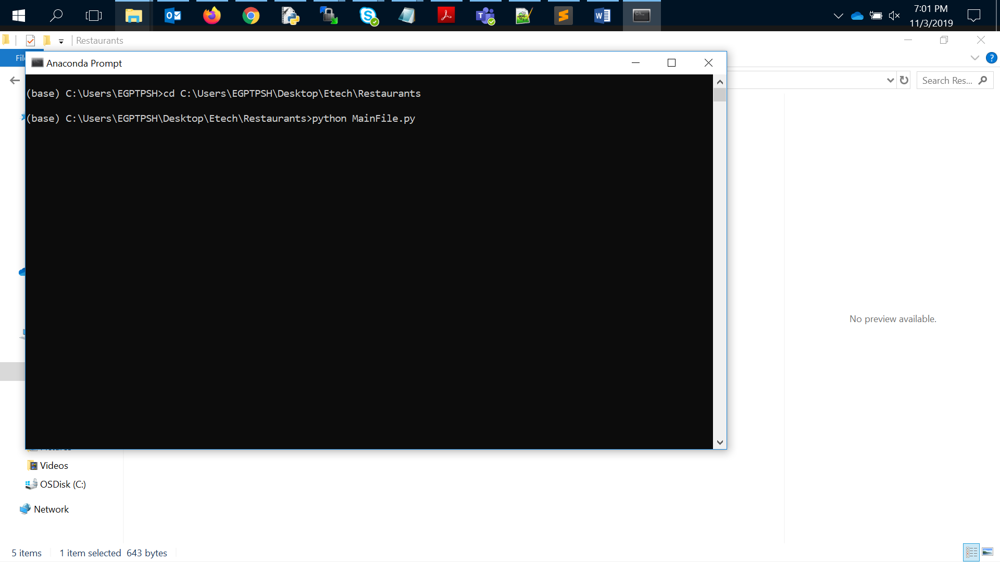 7:01 PM
11/3/2019
Restaurants
Anaconda Prompt
Search Res...
(base) C:\Users\EGPTPSH>cd C:\Users\EGPTPSH\Desktop\Etech\Restaurants
(base) C:\Users\EGPTPSH\Desktop\Etech\Restaurants>python MainFile.py
No preview available.
Videos
OSDisk (C:)
Network
5 items
1 item selected 643 bytes